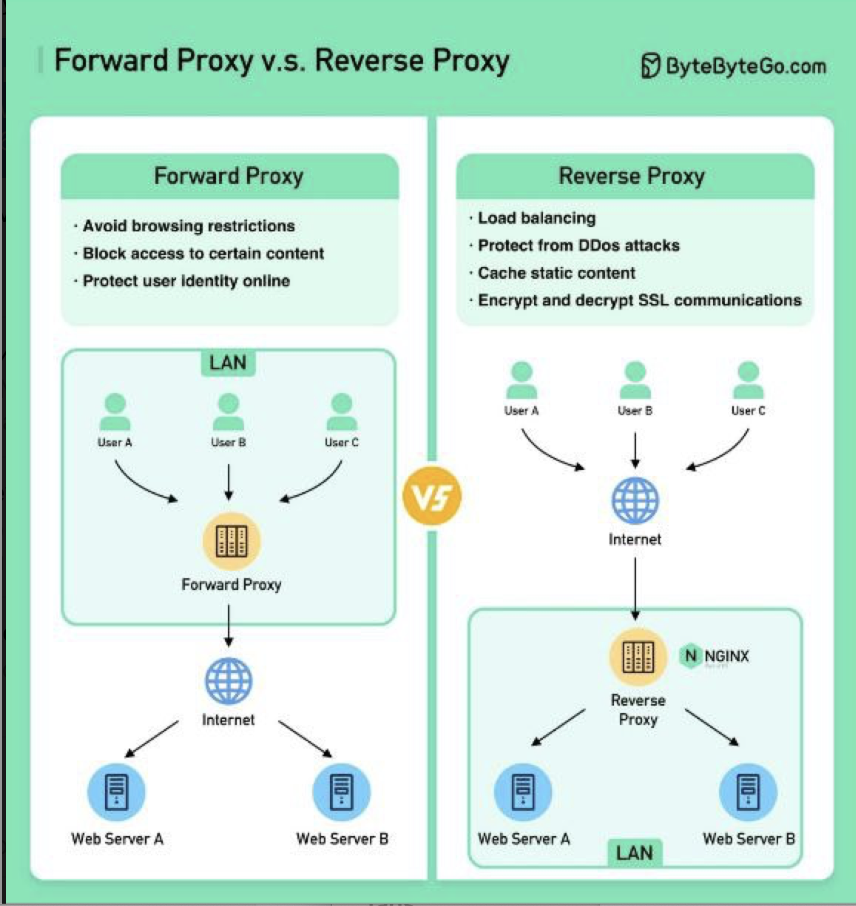 Forward Proxy v.s. Reverse Proxy
ByteByteGo.com
Forward Proxy
· Avoid browsing restrictions
· Block access to certain content
· Protect user identity online
LAN
User A
User B
User C
Forward Proxy
Internet
Web Server A
Web Server B
VS
Reverse Proxy
· Load balancing
· Protect from DDos attacks
· Cache static content
· Encrypt and decrypt SSL communications
User A
User B
User C
Internet
Reverse
Proxy
N NGINX
Web Server A
Web Server B
LAN